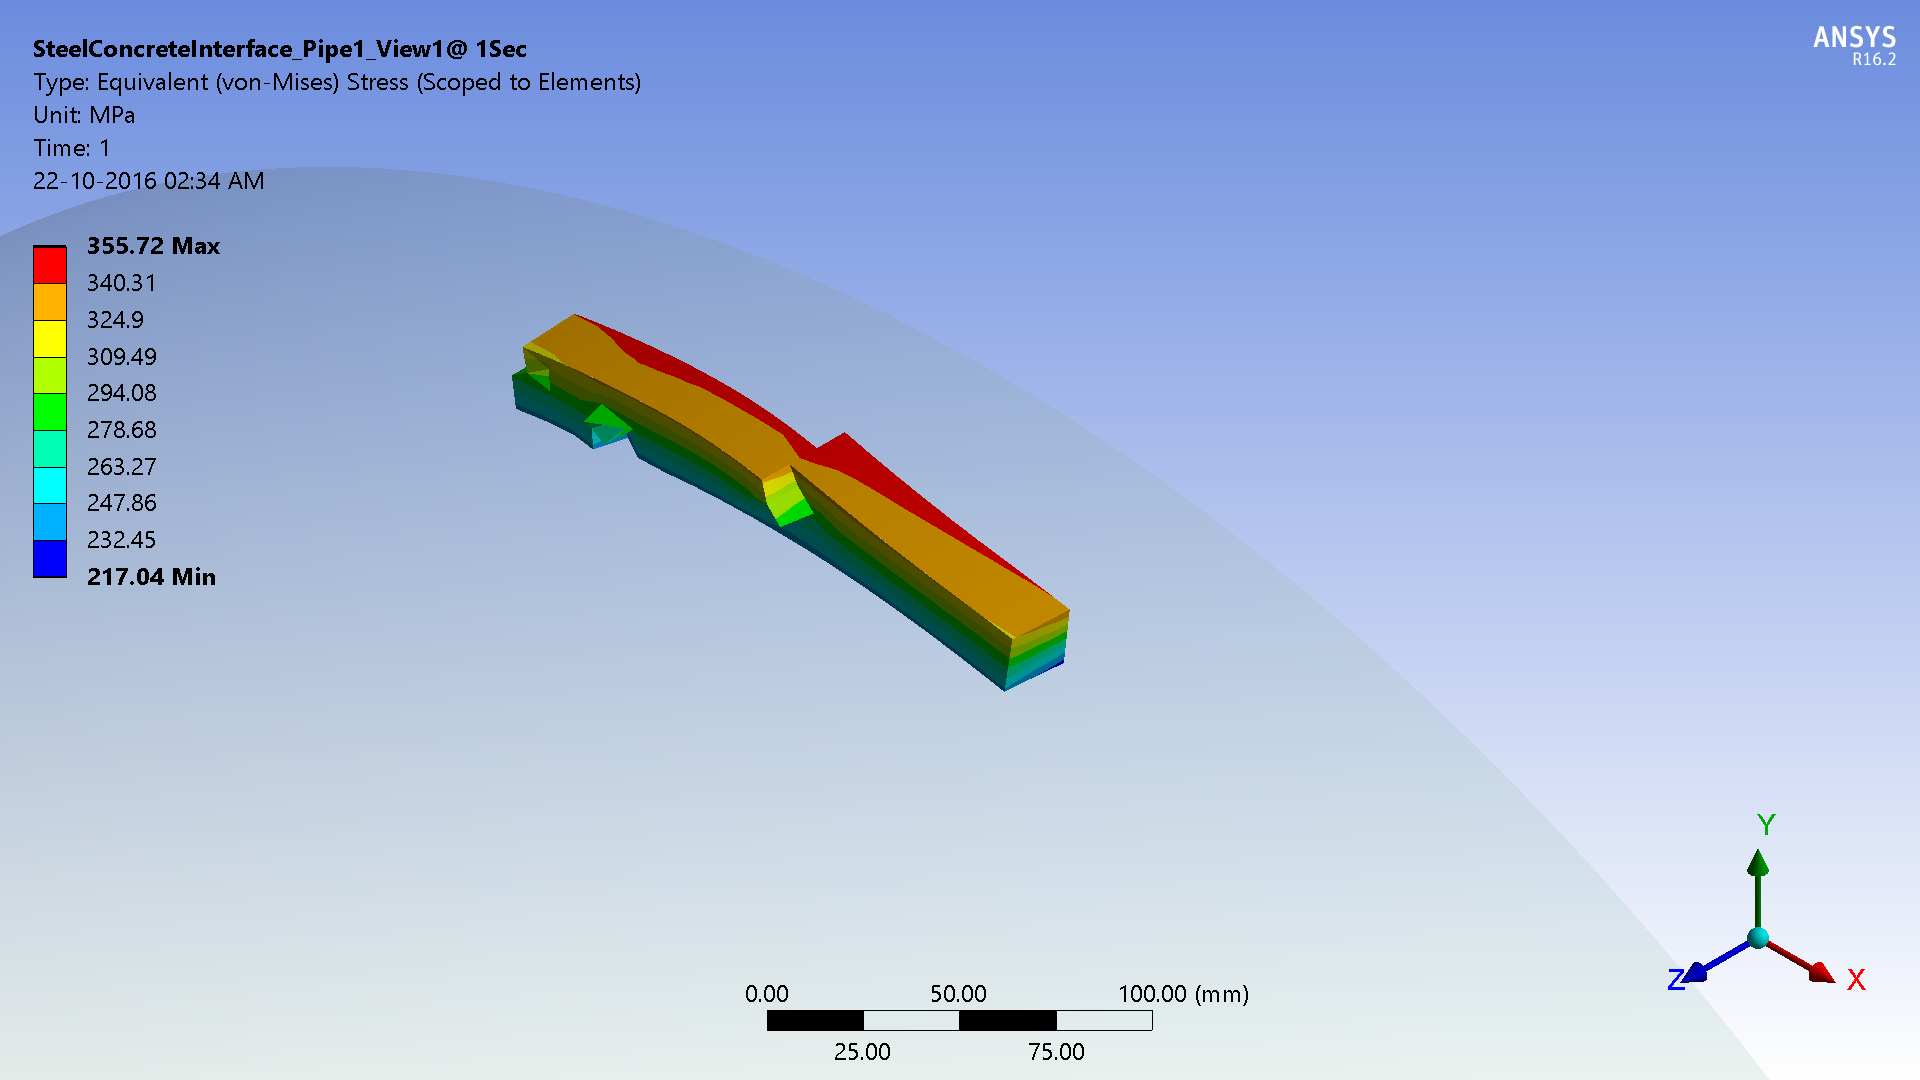 SteelConcreteInterface_Pipe1_View1@ 1Sec
Type: Equivalent (von-Mises) Stress (Scoped to Elements)
Unit: MPa
Time: 1
22-10-2016 02:34 AM
ANSYS
R16.2
355.72 Max
340.31
324.9
309.49
294.08
278.68
263.27
247.86
232.45
217.04 Min
Y
Z
X
0.00 50.00 100.00 (mm)
25.00 75.00